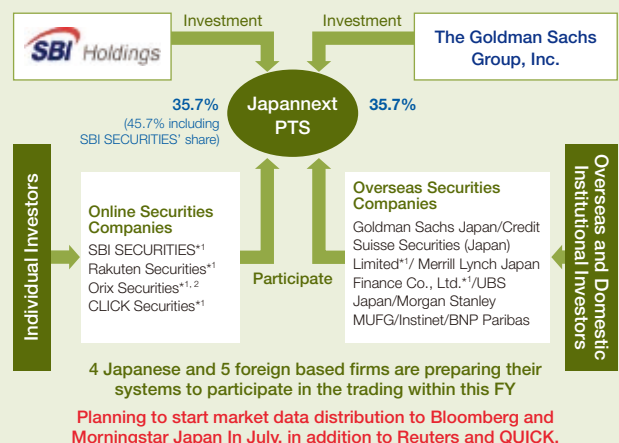 Investment
Investment
SBI Holdings
The Goldman Sachs
Group, Inc.
35.7%
(45.7% including
SBI SECURITIES' share)
Japannext
PTS
35.7%
Individual Investors
Online Securities
Companies
SBI SECURITIES*1
Rakuten Securities*1
Orix Securities*1, 2
CLICK Securities*1
Participate
Overseas Securities
Companies
Goldman Sachs Japan/Credit
Suisse Securities (Japan)
Limited*1/ Merrill Lynch Japan
Finance Co., Ltd.*1/UBS
Japan/Morgan Stanley
MUFG/Instinet/BNP Paribas
Overseas and Domestic
Institutional Investors
4 Japanese and 5 foreign based firms are preparing their
systems to participate in the trading within this FY
Planning to start market data distribution to Bloomberg and
Morningstar Japan In July, in addition to Reuters and QUICK.